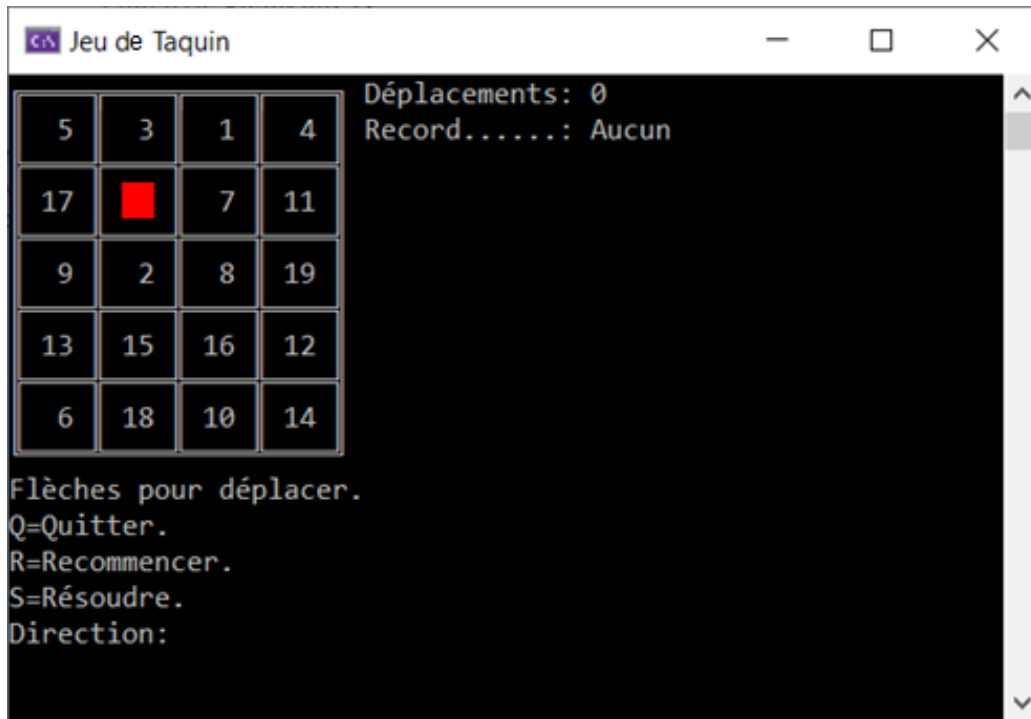 Jeu de Taquin
Déplacements: 0
Record......: Aucun
5 3 1 4
17 7 11
9 2 8 19
13 15 16 12
6 18 10 14
Flèches pour déplacer.
Q=Quitter.
R=Recommencer.
S=Résoudre.
Direction: